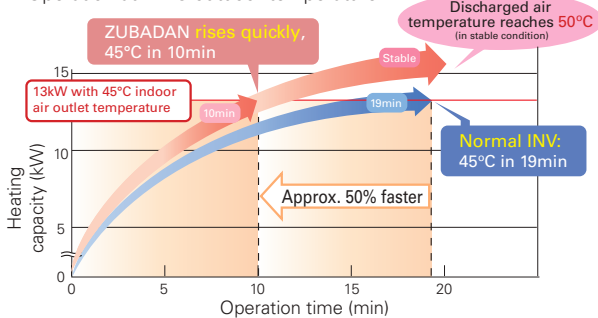 Discharged air
temperature reaches 50°C
(in stable condition)
ZUBADAN rises quickly,
45°C in 10min
Stable
13kW with 45°C indoor
air outlet temperature
10min
19min
Normal INV:
45°C in 19min
Approx. 50% faster
Heating
capacity (kW)
15
10
5
0
0
5
10
15
20
Operation time (min)